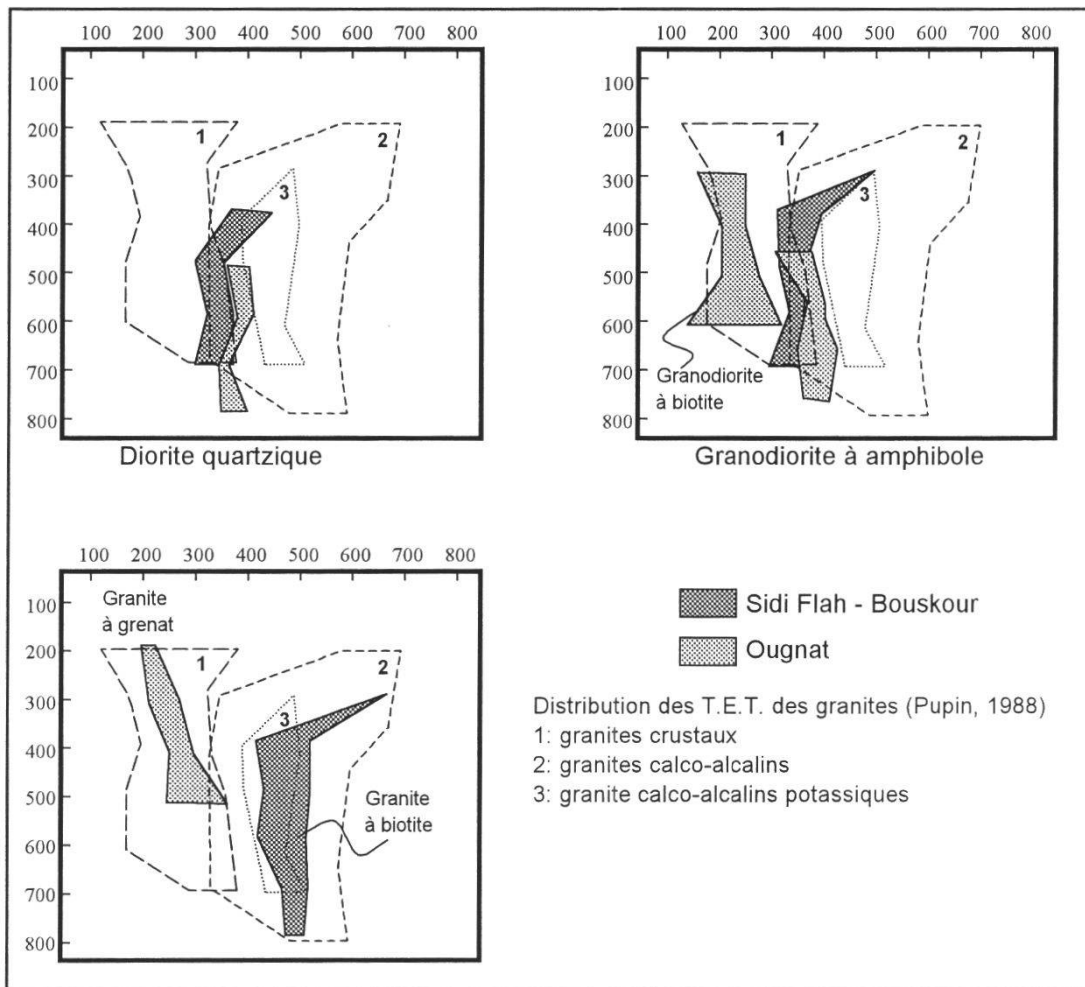 100 200 300 400 500 600 700 800
100
200
300
400
500
600
700
800
1
2
3
Diorite quartzique
100 200 300 400 500 600 700 800
100
200
300
400
500
600
700
800
1
2
3
Granodiorite
à biotite
Granodiorite à amphibole
100 200 300 400 500 600 700 800
100
200
300
400
500
600
700
800
Granite
à grenat
1
2
3
Granite
à biotite
Sidi Flah - Bouskour
Ougnat
Distribution des T.E.T. des granites (Pupin, 1988)
1: granites crustaux
2: granites calco-alcalins
3: granite calco-alcalins potassiques